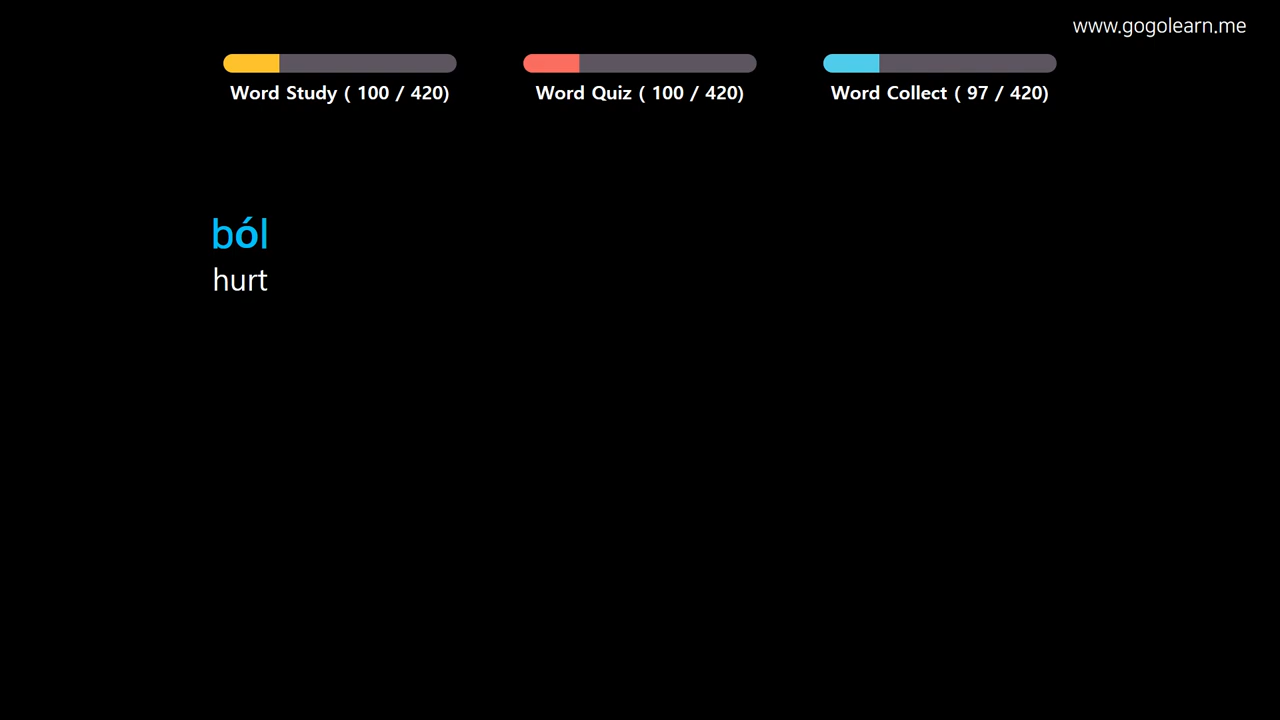 www.gogolearn.me
Word Study ( 100 / 420)
Word Quiz ( 100 / 420)
Word Collect ( 97 / 420)
ból
hurt